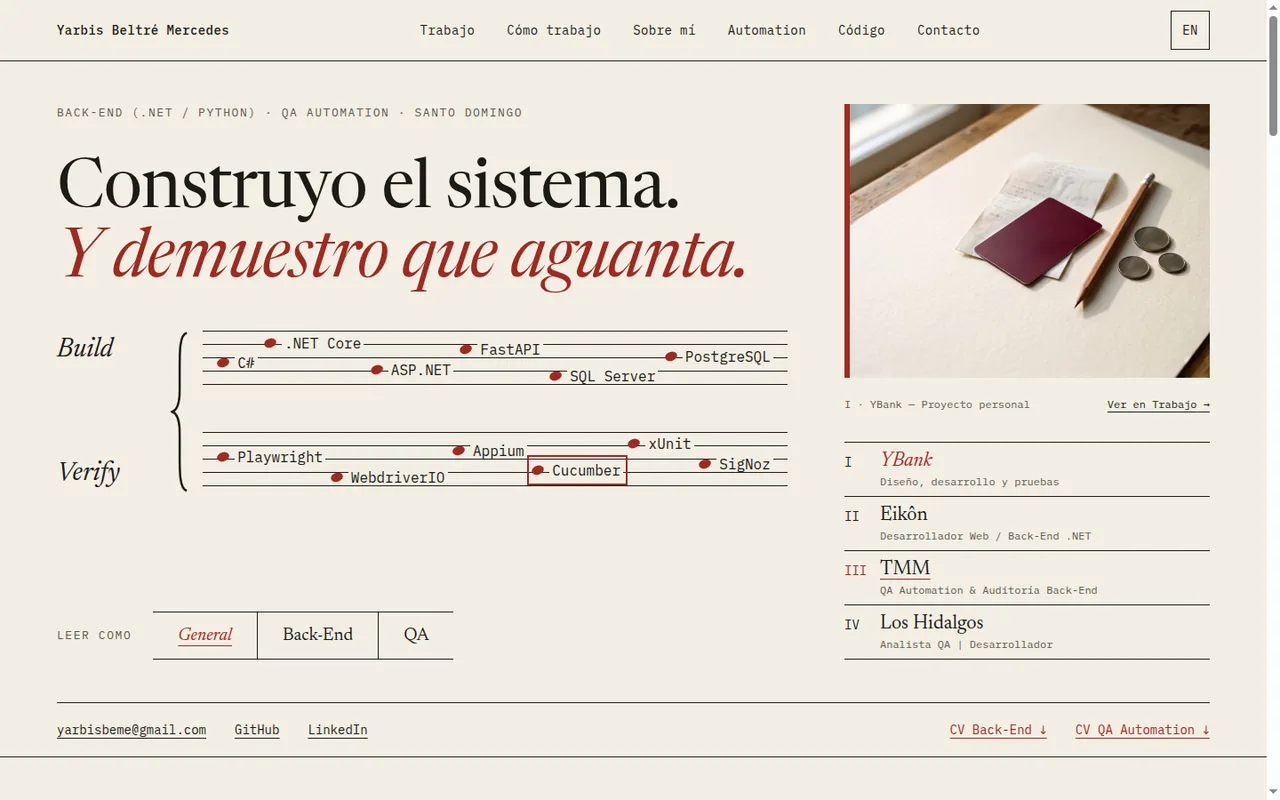 Yarbis Beltré Mercedes
Trabajo
Cómo trabajo
Sobre mí
Automation
Código
Contacto
EN
BACK-END (.NET / PYTHON) · QA AUTOMATION · SANTO DOMINGO
Construyo el sistema.
Y demuestro que aguanta.
Build
.NET Core
FastAPI
PostgreSQL
C#
ASP.NET
SQL Server
Verify
Playwright
Appium
xUnit
WebdriverIO
Cucumber
SigNoz
LEER COMO
General
Back-End
QA
I · YBank — Proyecto personal
Ver en Trabajo →
I YBank
Diseño, desarrollo y pruebas
II Eikôn
Desarrollador Web / Back-End .NET
III TMM
QA Automation & Auditoría Back-End
IV Los Hidalgos
Analista QA | Desarrollador
yarbisbeme@gmail.com
GitHub
LinkedIn
CV Back-End ↓
CV QA Automation ↓